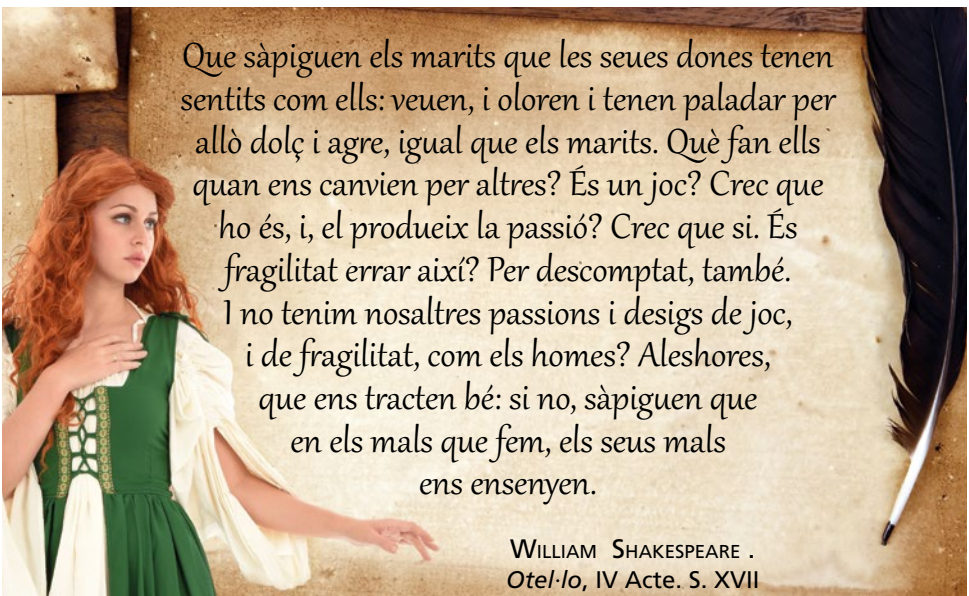 Que sàpiguen els marits que les seues dones tenen
sentits com ells: veuen, i oloren i tenen paladar per
allò dolç i agre, igual que els marits. Què fan ells
quan ens canvien per altres? És un joc? Crec que
ho és, i, el produeix la passió? Crec que si. És
fragilitat errar així? Per descomptat, també.
I no tenim nosaltres passions i desigs de joc,
i de fragilitat, com els homes? Aleshores,
que ens tracten bé: si no, sàpiguen que
en els mals que fem, els seus mals
ens ensenyen.
WILLIAM SHAKESPEARE .
Otel·lo, IV Acte. S. XVII